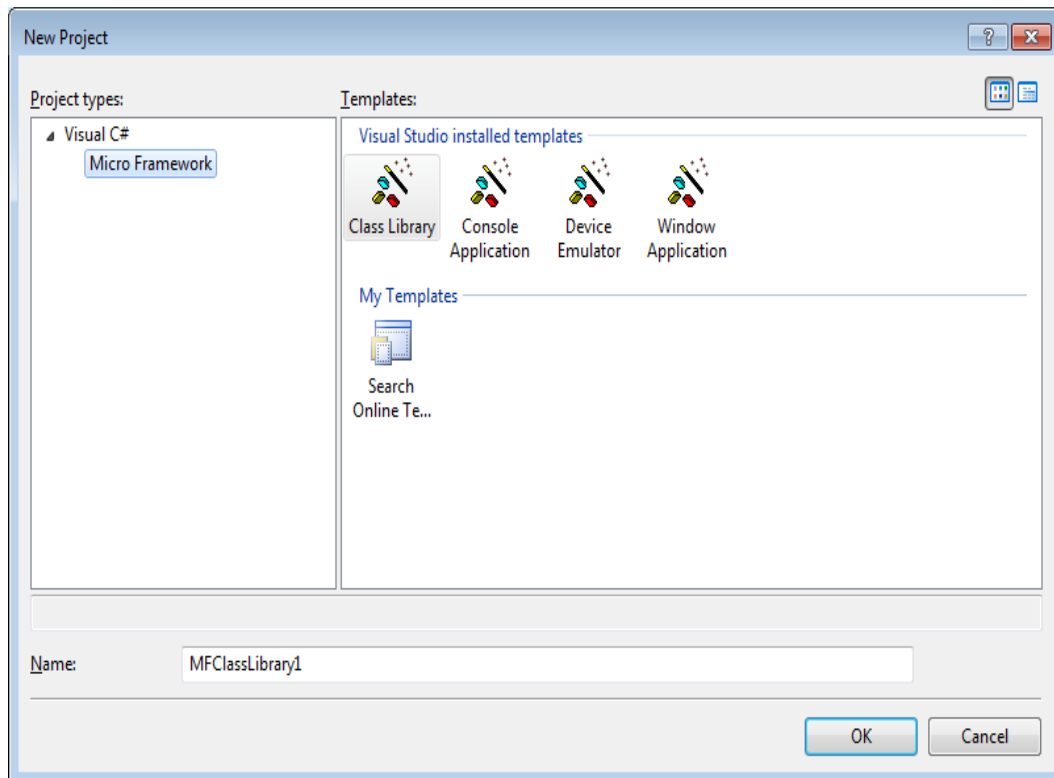 New Project
Project types:
Templates:
Visual C#
Micro Framework
Visual Studio installed templates
Class Library
Console
Application
Device
Emulator
Window
Application
My Templates
Search
Online Te...
Name:
MFClassLibrary1
OK
Cancel